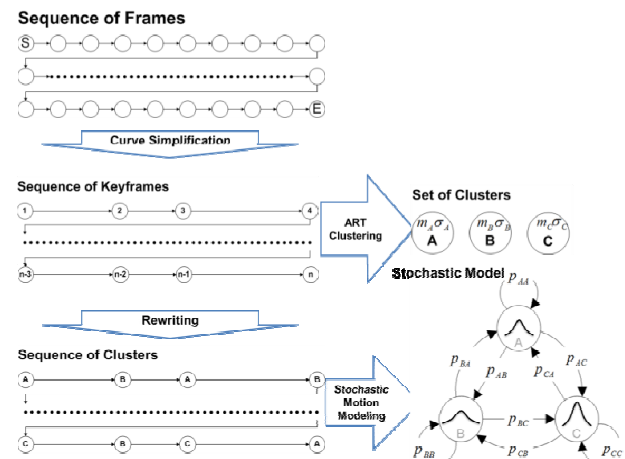 Sequence of Frames
S
E
Curve Simplification
Sequence of Keyframes
1 2 3 4
n-3 n-2 n-1 n
ART
Clustering
Set of Clusters
m_A σ_A m_B σ_B m_C σ_C
A B C
Rewriting
Sequence of Clusters
A B A B
C B C A
Stochastic
Motion
Modeling
Stochastic Model
p_AA
A
p_BA p_AB p_CA p_AC
B p_BC C
p_BB p_CB p_CC